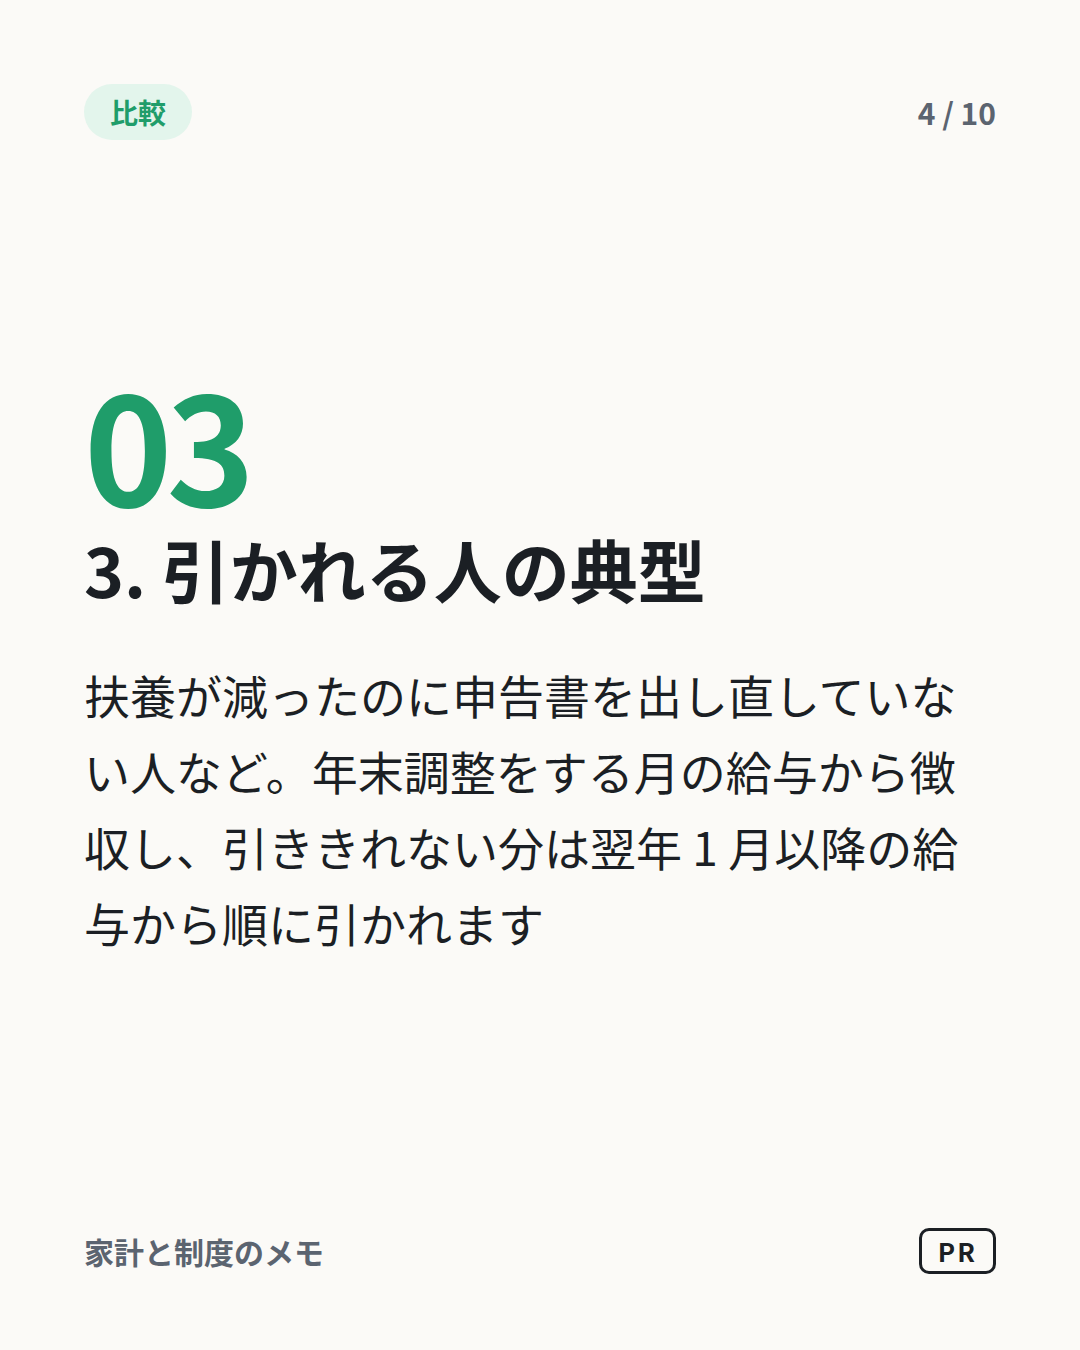 比較
4 / 10
03
3. 引かれる人の典型
扶養が減ったのに申告書を出し直していな
い人など。年末調整をする月の給与から徴
収し、引ききれない分は翌年 1 月以降の給
与から順に引かれます
家計と制度のメモ
PR